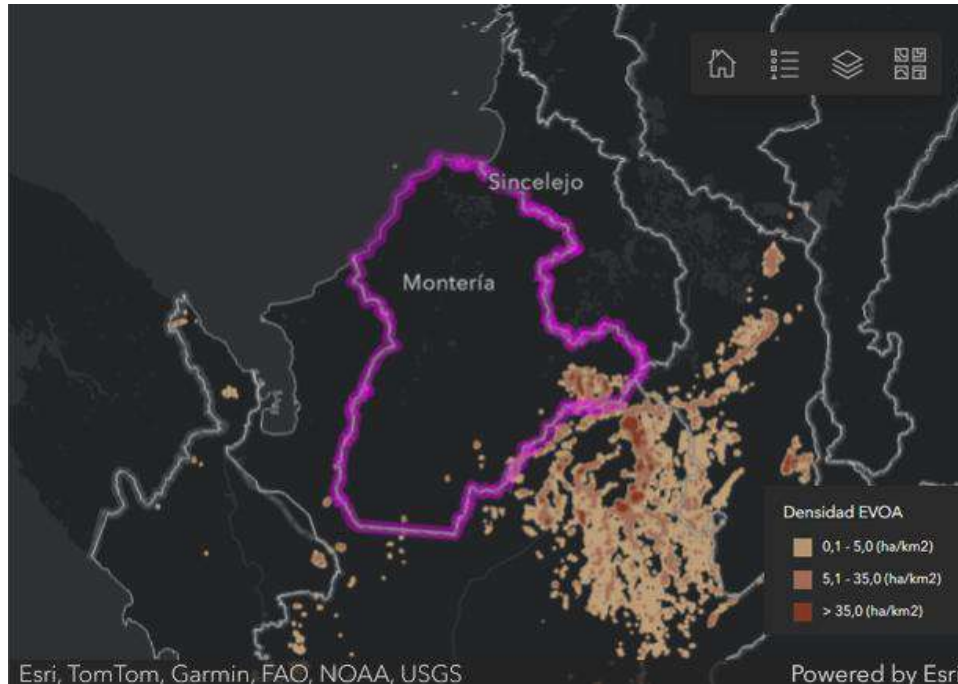 Sincelejo
Montería
Densidad EVOA
0,1 - 5,0 (ha/km2)
5,1 - 35,0 (ha/km2)
> 35,0 (ha/km2)
Esri, TomTom, Garmin, FAO, NOAA, USGS
Powered by Esri